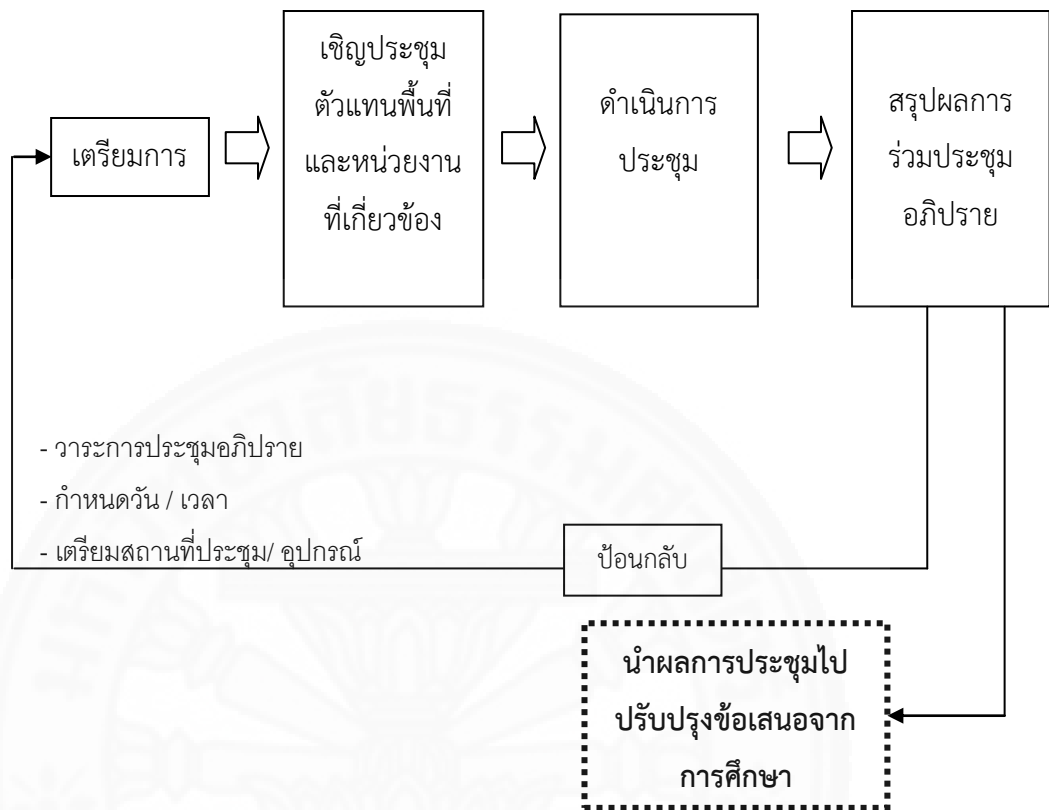 เตรียมการ
เชิญประชุม
ตัวแทนพื้นที่
และหน่วยงาน
ที่เกี่ยวข้อง
ดำเนินการ
ประชุม
สรุปผลการ
ร่วมประชุม
อภิปราย
- วาระการประชุมอภิปราย
- กำหนดวัน / เวลา
- เตรียมสถานที่ประชุม/ อุปกรณ์
ป้อนกลับ
นำผลการประชุมไป
ปรับปรุงข้อเสนอจาก
การศึกษา